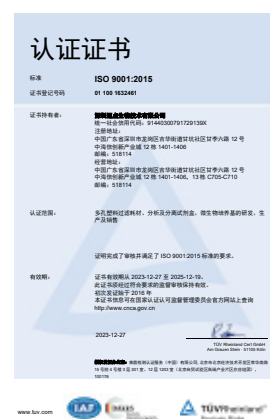 认证证书
标准 ISO 9001:2015
证书登记号码 01 100 1632461
证书持有者:
统一社会信用代码: 91440300791729139X
注册地址:
中国广东省深圳市龙岗区吉华街道甘坑社区甘李六路 12 号
中海信创新产业城 12 栋 1401-1406
邮编: 518114
经营地址:
中国广东省深圳市龙岗区吉华街道甘坑社区甘李六路 12 号
中海信创新产业城 12 栋 1401-1406、13 栋 C705-C710
邮编: 518114
认证范围: 多孔塑料过滤耗材、分析及分离试剂盒、微生物培养基的研发、生
产及销售
证明完成了审核并满足了 ISO 9001:2015 标准的要求。
有效期: 证书有效期从 2023-12-27 至 2025-12-19。
此证书须经过符合要求的监督审核保持有效。
初次发证始于 2016 年
本证书信息可在国家认证认可监督管理委员会官方网站上查询
http://www.cnca.gov.cn
2023-12-27
TÜV Rheinland Cert GmbH
Am Grauen Stein · 51105 Köln
100176
www.tuv.com
IAF
DAkkS
TÜVRheinland